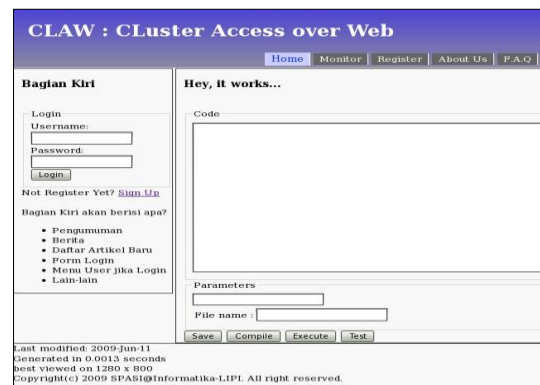 CLAW : CLuster Access over Web
Home Monitor Register About Us F.A.Q
Bagian Kiri
Login
Username:
Password:
Login
Not Register Yet? Sign Up
Bagian Kiri akan berisi apa?
Pengumuman
Berita
Daftar Artikel Baru
Form Login
Menu User jika Login
Lain-lain
Hey, it works...
Code
Parameters
File name :
Save Compile Execute Test
Last modified: 2009-Jun-11
Generated in 0.0013 seconds
best viewed on 1280 x 800
Copyright(c) 2009 SPASI@Informatika-LIPI. All right reserved.